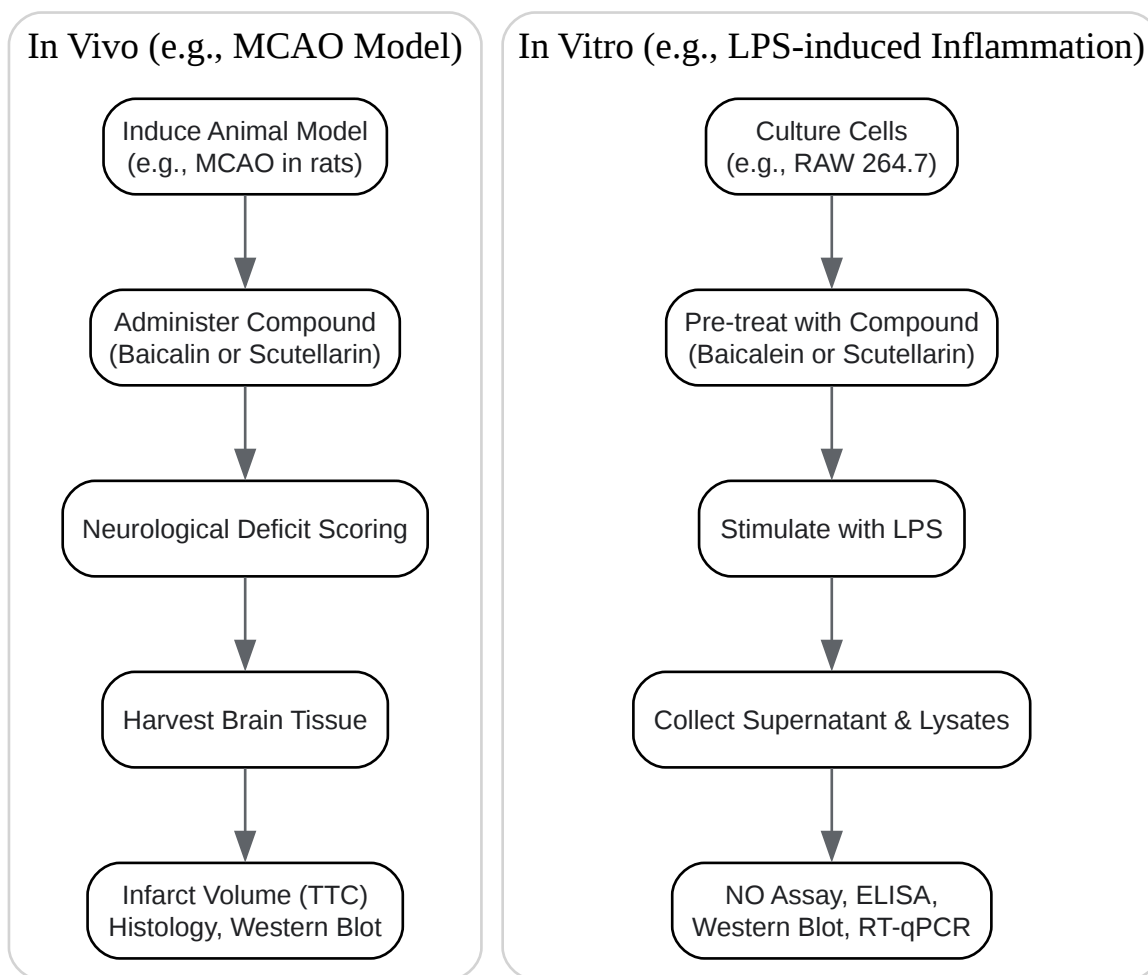 In Vivo (e.g., MCAO Model)
Induce Animal Model
(e.g., MCAO in rats)
Administer Compound
(Baicalin or Scutellarin)
Neurological Deficit Scoring
Harvest Brain Tissue
Infarct Volume (TTC)
Histology, Western Blot
In Vitro (e.g., LPS-induced Inflammation)
Culture Cells
(e.g., RAW 264.7)
Pre-treat with Compound
(Baicalein or Scutellarin)
Stimulate with LPS
Collect Supernatant & Lysates
NO Assay, ELISA,
Western Blot, RT-qPCR